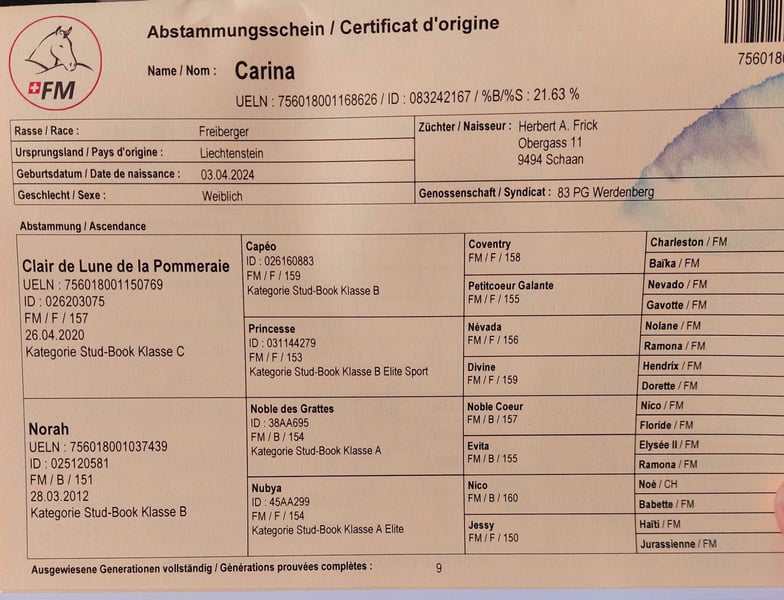 Abstammungsschein / Certificat d'origine
FM
Name / Nom : Carina
756018
UELN : 756018001168626 / ID : 083242167 / %B/%S : 21.63 %
Rasse / Race : Freiberger
Ursprungsland / Pays d'origine : Liechtenstein
Geburtsdatum / Date de naissance : 03.04.2024
Geschlecht / Sexe : Weiblich
Züchter / Naisseur : Herbert A. Frick
Obergass 11
9494 Schaan
Genossenschaft / Syndicat : 83 PG Werdenberg
Abstammung / Ascendance
Clair de Lune de la Pommeraie
UELN : 756018001150769
ID : 026203075
FM / F / 157
26.04.2020
Kategorie Stud-Book Klasse C
Norah
UELN : 756018001037439
ID : 025120581
FM / B / 151
28.03.2012
Kategorie Stud-Book Klasse B
Capéo
ID : 026160883
FM / F / 159
Kategorie Stud-Book Klasse B
Princesse
ID : 031144279
FM / F / 153
Kategorie Stud-Book Klasse B Elite Sport
Noble des Grattes
ID : 38AA695
FM / B / 154
Kategorie Stud-Book Klasse A
Nubya
ID : 45AA299
FM / F / 154
Kategorie Stud-Book Klasse A Elite
Coventry
FM / F / 158
Petitcoeur Galante
FM / F / 155
Névada
FM / F / 156
Divine
FM / F / 159
Noble Coeur
FM / B / 157
Evita
FM / B / 155
Nico
FM / B / 160
Jessy
FM / F / 150
Charleston / FM
Baïka / FM
Nevado / FM
Gavotte / FM
Nolane / FM
Ramona / FM
Hendrix / FM
Dorette / FM
Nico / FM
Floride / FM
Elysée II / FM
Ramona / FM
Noé / CH
Babette / FM
Haïti / FM
Jurassienne / FM
Ausgewiesene Generationen vollständig / Générations prouvées complètes : 9